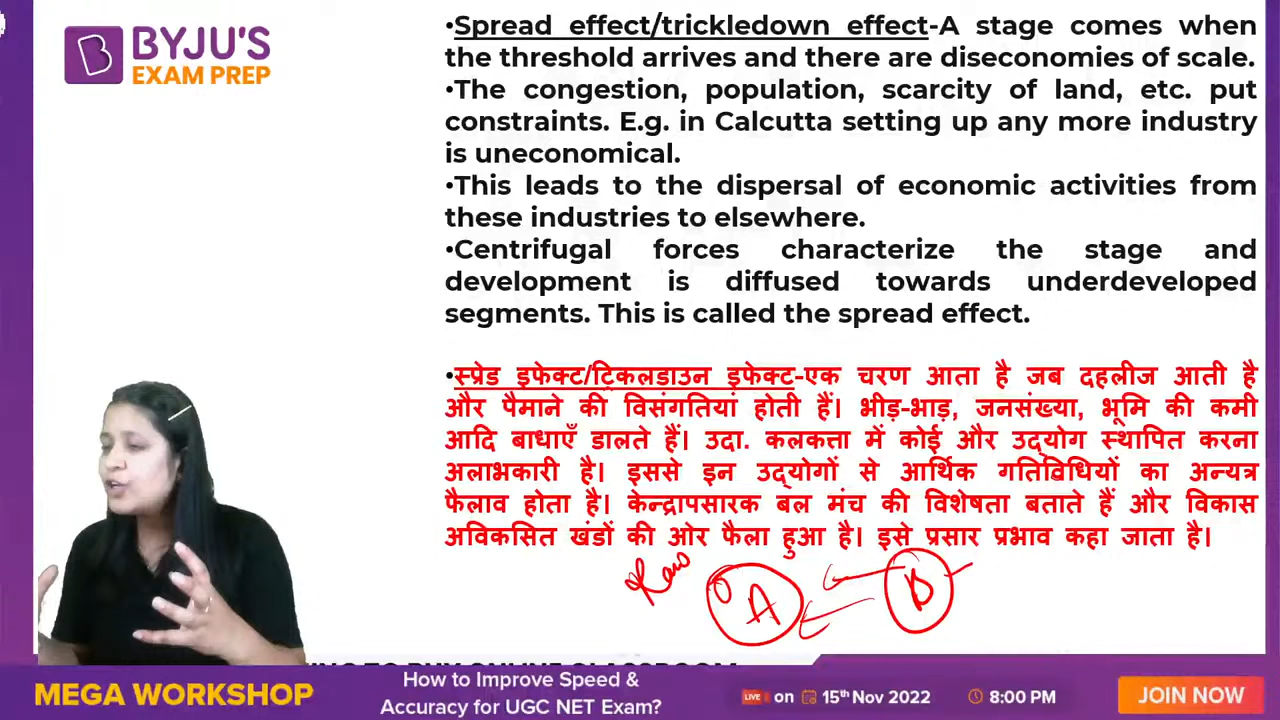 BYJU'S
EXAM PREP
•Spread effect/trickledown effect-A stage comes when
the threshold arrives and there are diseconomies of scale.
•The congestion, population, scarcity of land, etc. put
constraints. E.g. in Calcutta setting up any more industry
is uneconomical.
•This leads to the dispersal of economic activities from
these industries to elsewhere.
•Centrifugal forces characterize the stage and
development is diffused towards underdeveloped
segments. This is called the spread effect.
•स्प्रेड इफेक्ट/ट्रिकलडाउन इफेक्ट-एक चरण आता है जब दहलीज आती है
और पैमाने की विसंगतियां होती हैं। भीड़-भाड़, जनसंख्या, भूमि की कमी
आदि बाधाएँ डालते हैं। उदा. कलकत्ता में कोई और उद्योग स्थापित करना
अलाभकारी है। इससे इन उद्योगों से आर्थिक गतिविधियों का अन्यत्र
फैलाव होता है। केन्द्रापसारक बल मंच की विशेषता बताते हैं और विकास
अविकसित खंडों की ओर फैला हुआ है। इसे प्रसार प्रभाव कहा जाता है।
A B
TO BUY ONLINE CLASSROOM
MEGA WORKSHOP
How to Improve Speed &
Accuracy for UGC NET Exam?
LIVE on 15th Nov 2022 8:00 PM
JOIN NOW